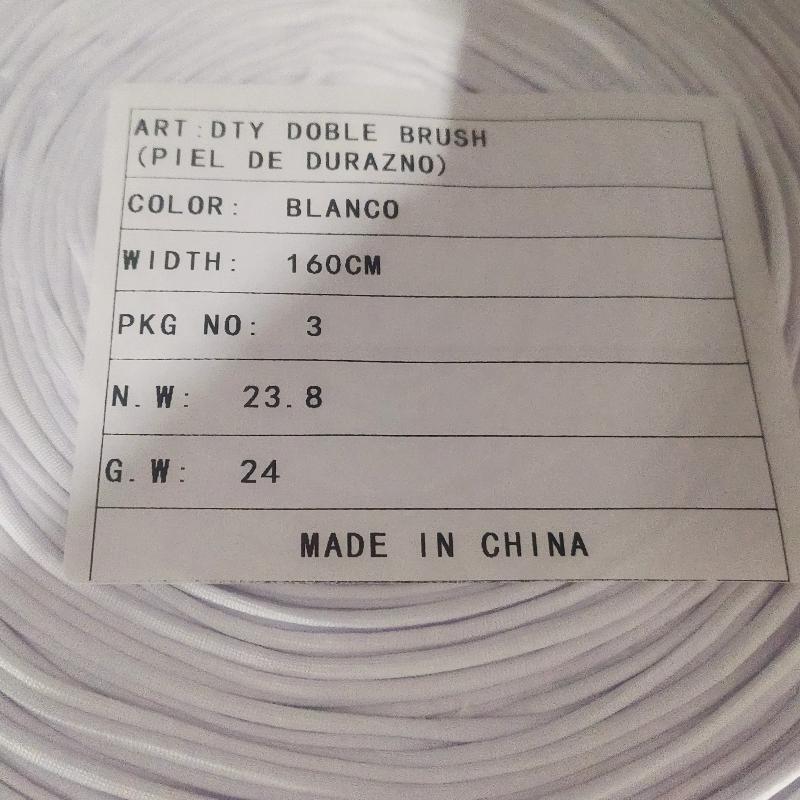 ART:DTY DOBLE BRUSH
(PIEL DE DURAZNO)
COLOR: BLANCO
WIDTH: 160CM
PKG NO: 3
N.W: 23.8
G.W: 24
MADE IN CHINA